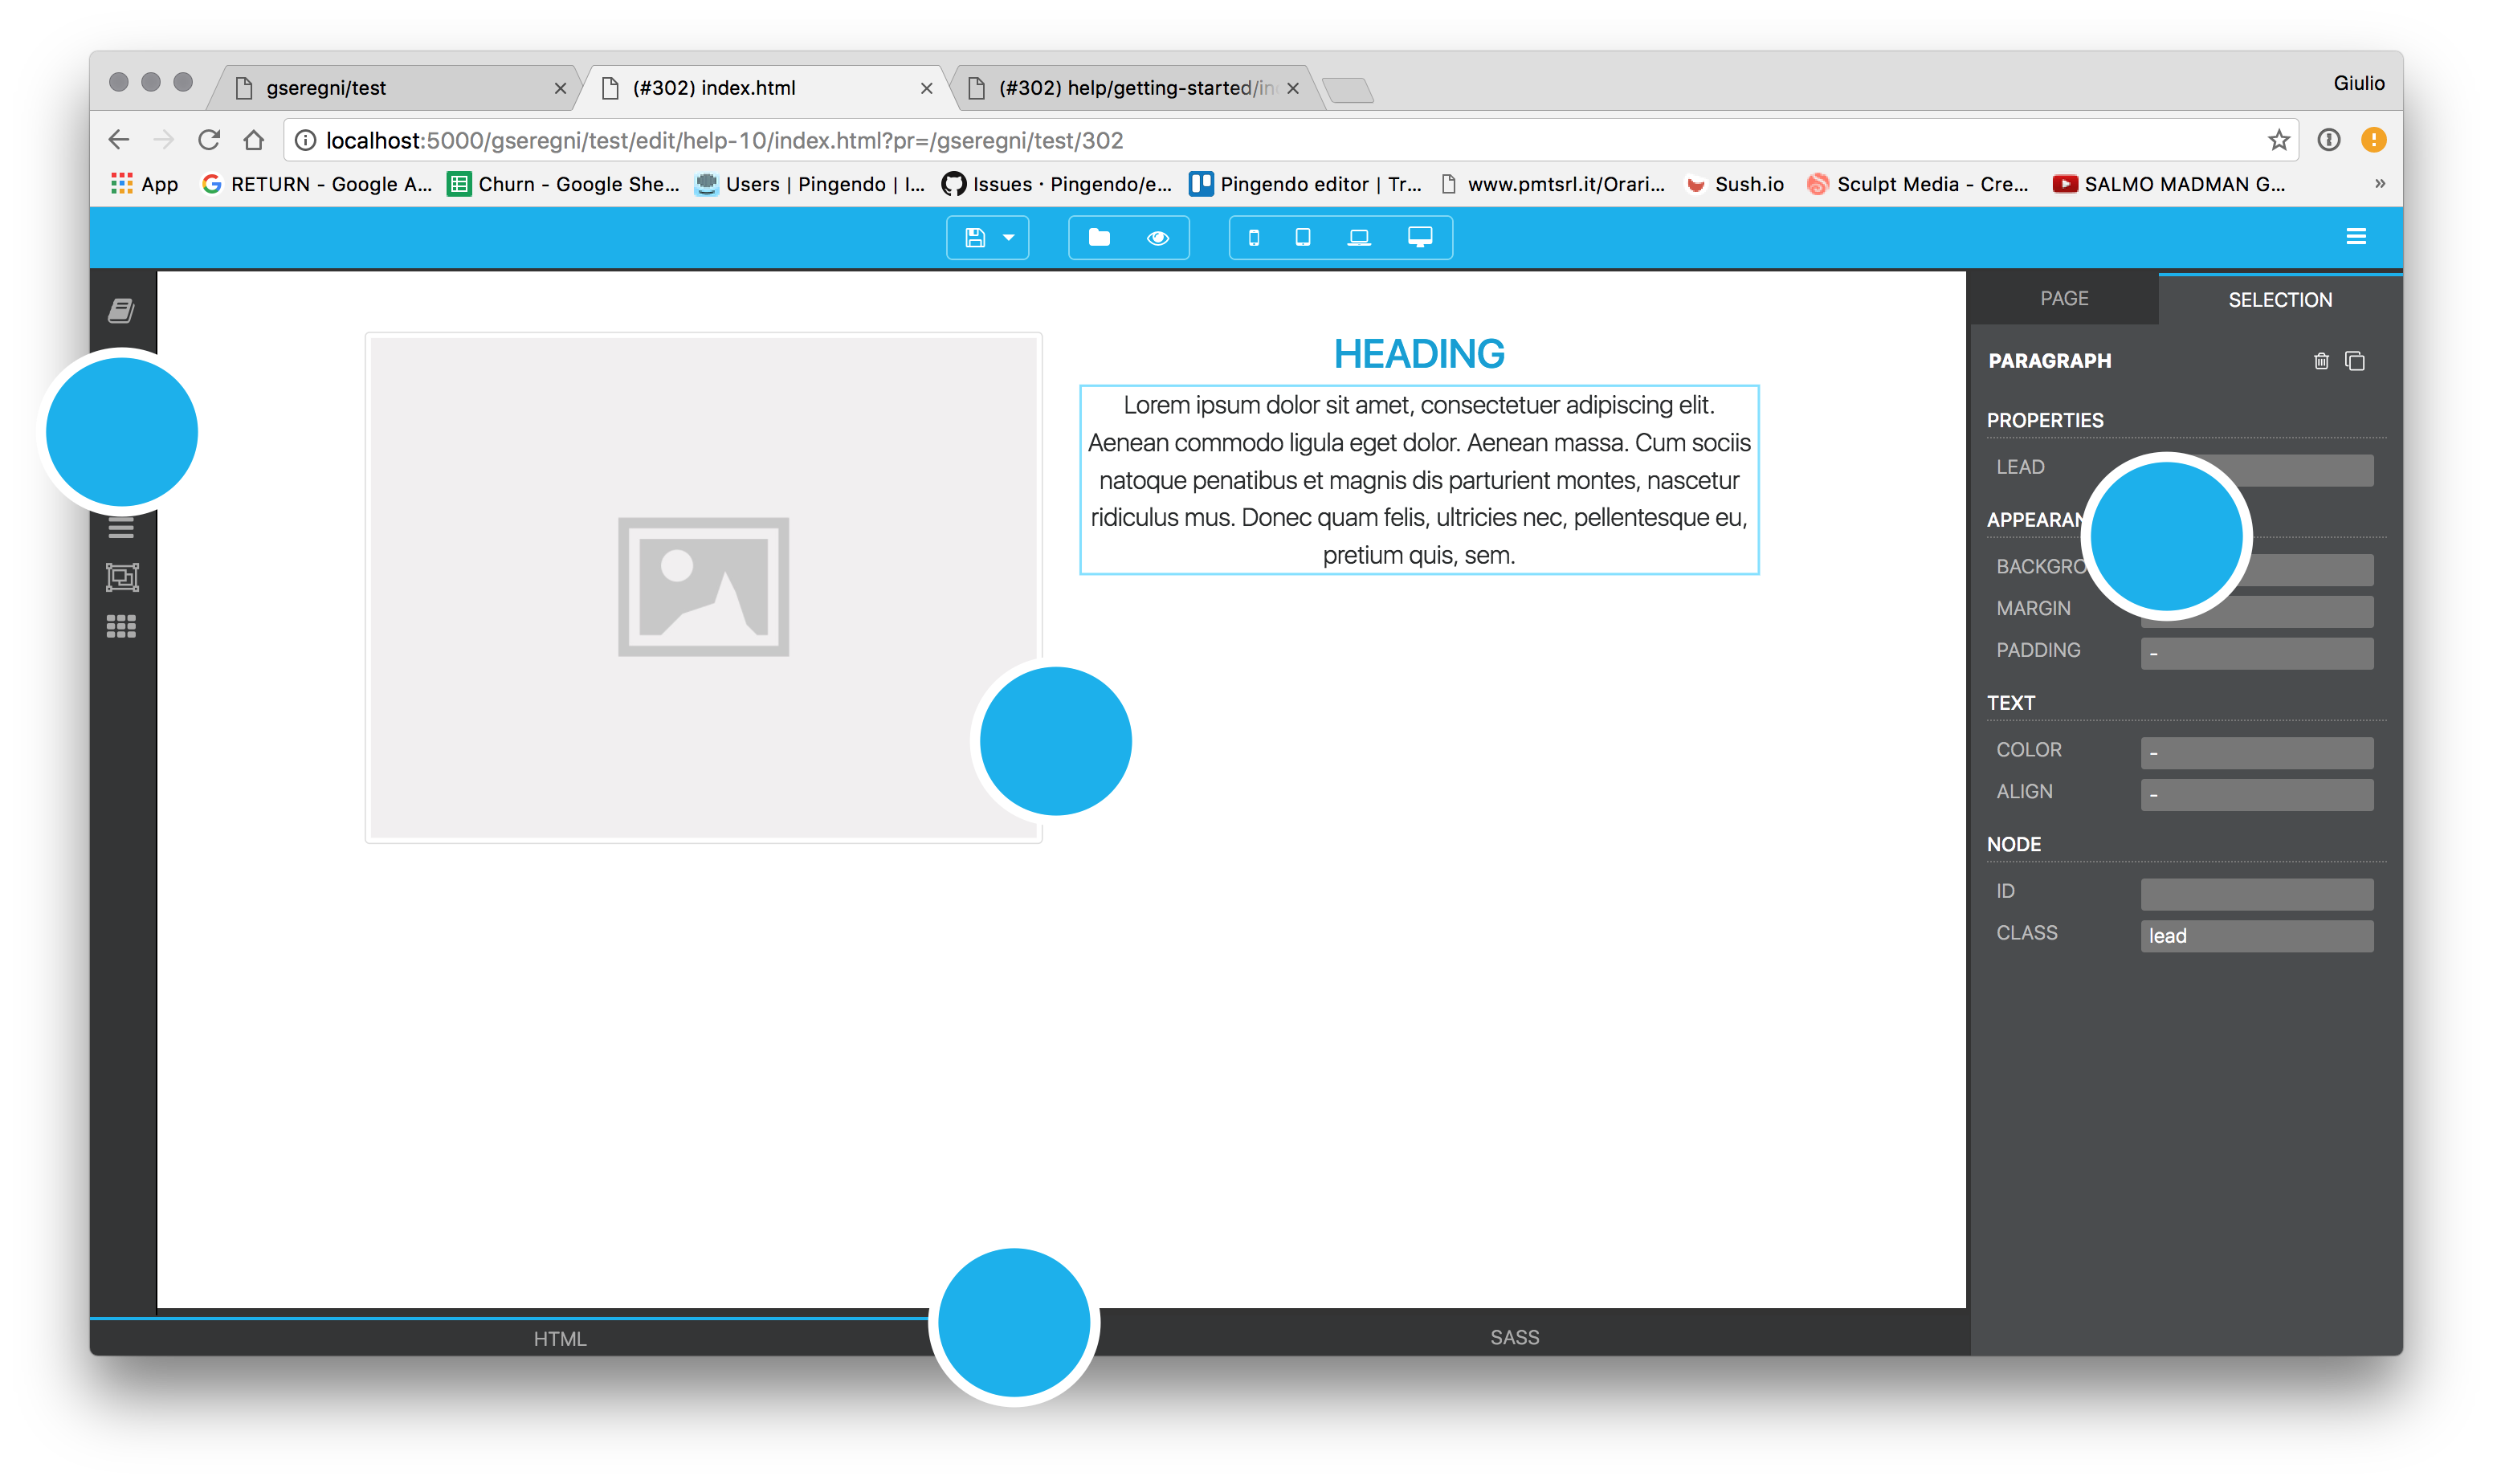 gseregni/test
(#302) index.html
(#302) help/getting-started/in
Giulio
localhost:5000/gseregni/test/edit/help-10/index.html?pr=/gseregni/test/302
App
RETURN - Google A...
Churn - Google She...
Users | Pingendo | I...
Issues · Pingendo/e...
Pingendo editor | Tr...
www.pmtsrl.it/Orari...
Sush.io
Sculpt Media - Cre...
SALMO MADMAN G...
»
HEADING
Lorem ipsum dolor sit amet, consectetuer adipiscing elit.
Aenean commodo ligula eget dolor. Aenean massa. Cum sociis
natoque penatibus et magnis dis parturient montes, nascetur
ridiculus mus. Donec quam felis, ultricies nec, pellentesque eu,
pretium quis, sem.
PAGE
SELECTION
PARAGRAPH
PROPERTIES
LEAD
APPEARAN
BACKGRO
MARGIN
PADDING -
TEXT
COLOR -
ALIGN -
NODE
ID
CLASS lead
HTML
SASS